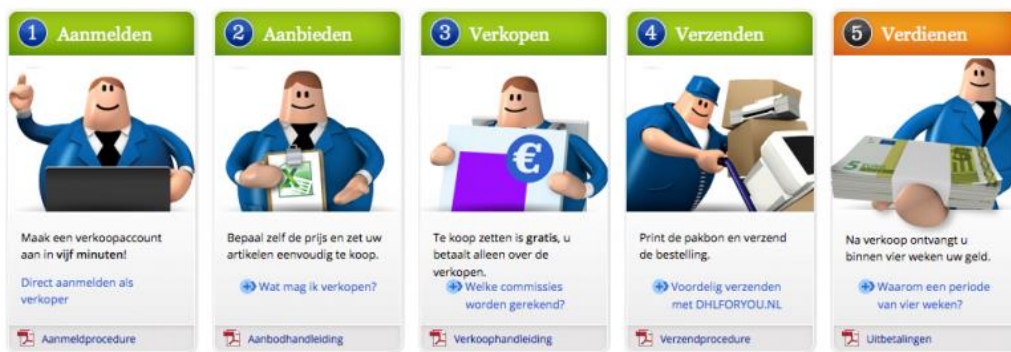 1 Aanmelden
Maak een verkoopaccount
aan in vijf minuten!
Direct aanmelden als
verkoper
Aanmeldprocedure
2 Aanbieden
Bepaal zelf de prijs en zet uw
artikelen eenvoudig te koop.
Wat mag ik verkopen?
Aanbodhandleiding
3 Verkopen
€
Te koop zetten is gratis, u
betaalt alleen over de
verkopen.
Welke commissies
worden gerekend?
Verkoophandleiding
4 Verzenden
Print de pakbon en verzend
de bestelling.
Voordelig verzenden
met DHLFORYOU.NL
Verzendprocedure
5 Verdienen
5 EURO
Na verkoop ontvangt u
binnen vier weken uw geld.
Waarom een periode
van vier weken?
Uitbetalingen